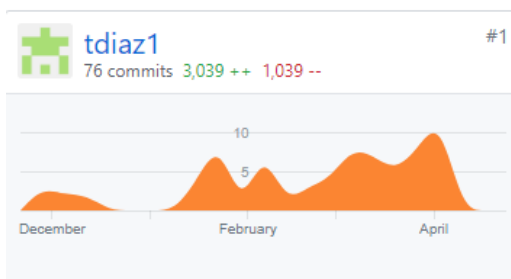 tdiaz1 #1
76 commits 3,039 ++ 1,039 --
10
5
December February April